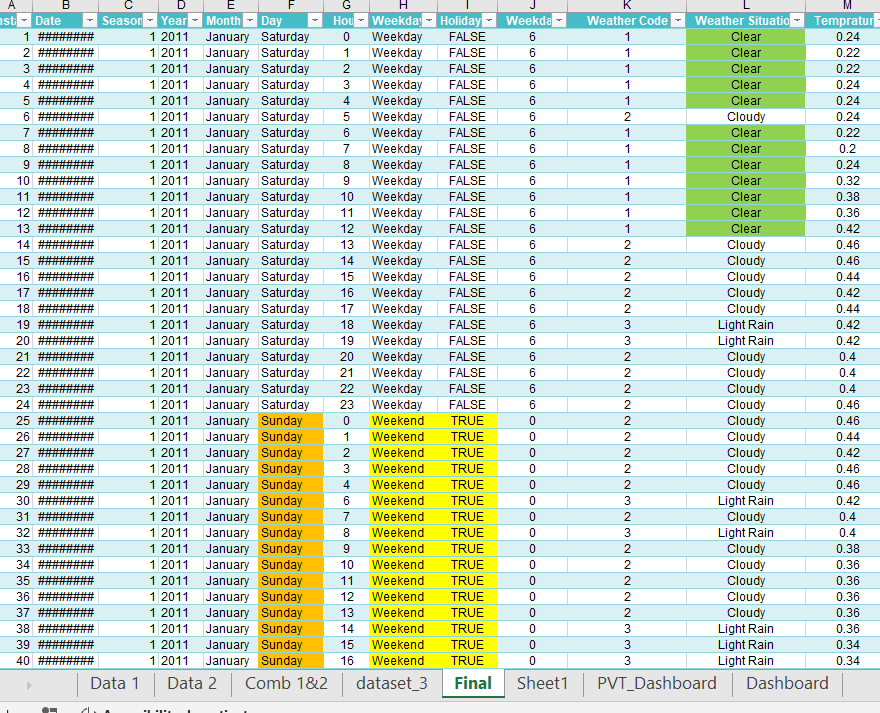 A B C D E F G H I J K L M
Date Season Year Month Day Hou Weekday Holiday Weekda Weather Code Weather Situatio Tempratur
1 ######## 1 2011 January Saturday 0 Weekday FALSE 6 1 Clear 0.24
2 ######## 1 2011 January Saturday 1 Weekday FALSE 6 1 Clear 0.22
3 ######## 1 2011 January Saturday 2 Weekday FALSE 6 1 Clear 0.22
4 ######## 1 2011 January Saturday 3 Weekday FALSE 6 1 Clear 0.24
5 ######## 1 2011 January Saturday 4 Weekday FALSE 6 1 Clear 0.24
6 ######## 1 2011 January Saturday 5 Weekday FALSE 6 2 Cloudy 0.24
7 ######## 1 2011 January Saturday 6 Weekday FALSE 6 1 Clear 0.22
8 ######## 1 2011 January Saturday 7 Weekday FALSE 6 1 Clear 0.2
9 ######## 1 2011 January Saturday 8 Weekday FALSE 6 1 Clear 0.24
10 ######## 1 2011 January Saturday 9 Weekday FALSE 6 1 Clear 0.32
11 ######## 1 2011 January Saturday 10 Weekday FALSE 6 1 Clear 0.38
12 ######## 1 2011 January Saturday 11 Weekday FALSE 6 1 Clear 0.36
13 ######## 1 2011 January Saturday 12 Weekday FALSE 6 1 Clear 0.42
14 ######## 1 2011 January Saturday 13 Weekday FALSE 6 2 Cloudy 0.46
15 ######## 1 2011 January Saturday 14 Weekday FALSE 6 2 Cloudy 0.46
16 ######## 1 2011 January Saturday 15 Weekday FALSE 6 2 Cloudy 0.44
17 ######## 1 2011 January Saturday 16 Weekday FALSE 6 2 Cloudy 0.42
18 ######## 1 2011 January Saturday 17 Weekday FALSE 6 2 Cloudy 0.44
19 ######## 1 2011 January Saturday 18 Weekday FALSE 6 3 Light Rain 0.42
20 ######## 1 2011 January Saturday 19 Weekday FALSE 6 3 Light Rain 0.42
21 ######## 1 2011 January Saturday 20 Weekday FALSE 6 2 Cloudy 0.4
22 ######## 1 2011 January Saturday 21 Weekday FALSE 6 2 Cloudy 0.4
23 ######## 1 2011 January Saturday 22 Weekday FALSE 6 2 Cloudy 0.4
24 ######## 1 2011 January Saturday 23 Weekday FALSE 6 2 Cloudy 0.46
25 ######## 1 2011 January Sunday 0 Weekend TRUE 0 2 Cloudy 0.46
26 ######## 1 2011 January Sunday 1 Weekend TRUE 0 2 Cloudy 0.44
27 ######## 1 2011 January Sunday 2 Weekend TRUE 0 2 Cloudy 0.42
28 ######## 1 2011 January Sunday 3 Weekend TRUE 0 2 Cloudy 0.46
29 ######## 1 2011 January Sunday 4 Weekend TRUE 0 2 Cloudy 0.46
30 ######## 1 2011 January Sunday 6 Weekend TRUE 0 3 Light Rain 0.42
31 ######## 1 2011 January Sunday 7 Weekend TRUE 0 2 Cloudy 0.4
32 ######## 1 2011 January Sunday 8 Weekend TRUE 0 3 Light Rain 0.4
33 ######## 1 2011 January Sunday 9 Weekend TRUE 0 2 Cloudy 0.38
34 ######## 1 2011 January Sunday 10 Weekend TRUE 0 2 Cloudy 0.36
35 ######## 1 2011 January Sunday 11 Weekend TRUE 0 2 Cloudy 0.36
36 ######## 1 2011 January Sunday 12 Weekend TRUE 0 2 Cloudy 0.36
37 ######## 1 2011 January Sunday 13 Weekend TRUE 0 2 Cloudy 0.36
38 ######## 1 2011 January Sunday 14 Weekend TRUE 0 3 Light Rain 0.36
39 ######## 1 2011 January Sunday 15 Weekend TRUE 0 3 Light Rain 0.34
40 ######## 1 2011 January Sunday 16 Weekend TRUE 0 3 Light Rain 0.34
Data 1 Data 2 Comb 1&2 dataset_3 Final Sheet1 PVT_Dashboard Dashboard